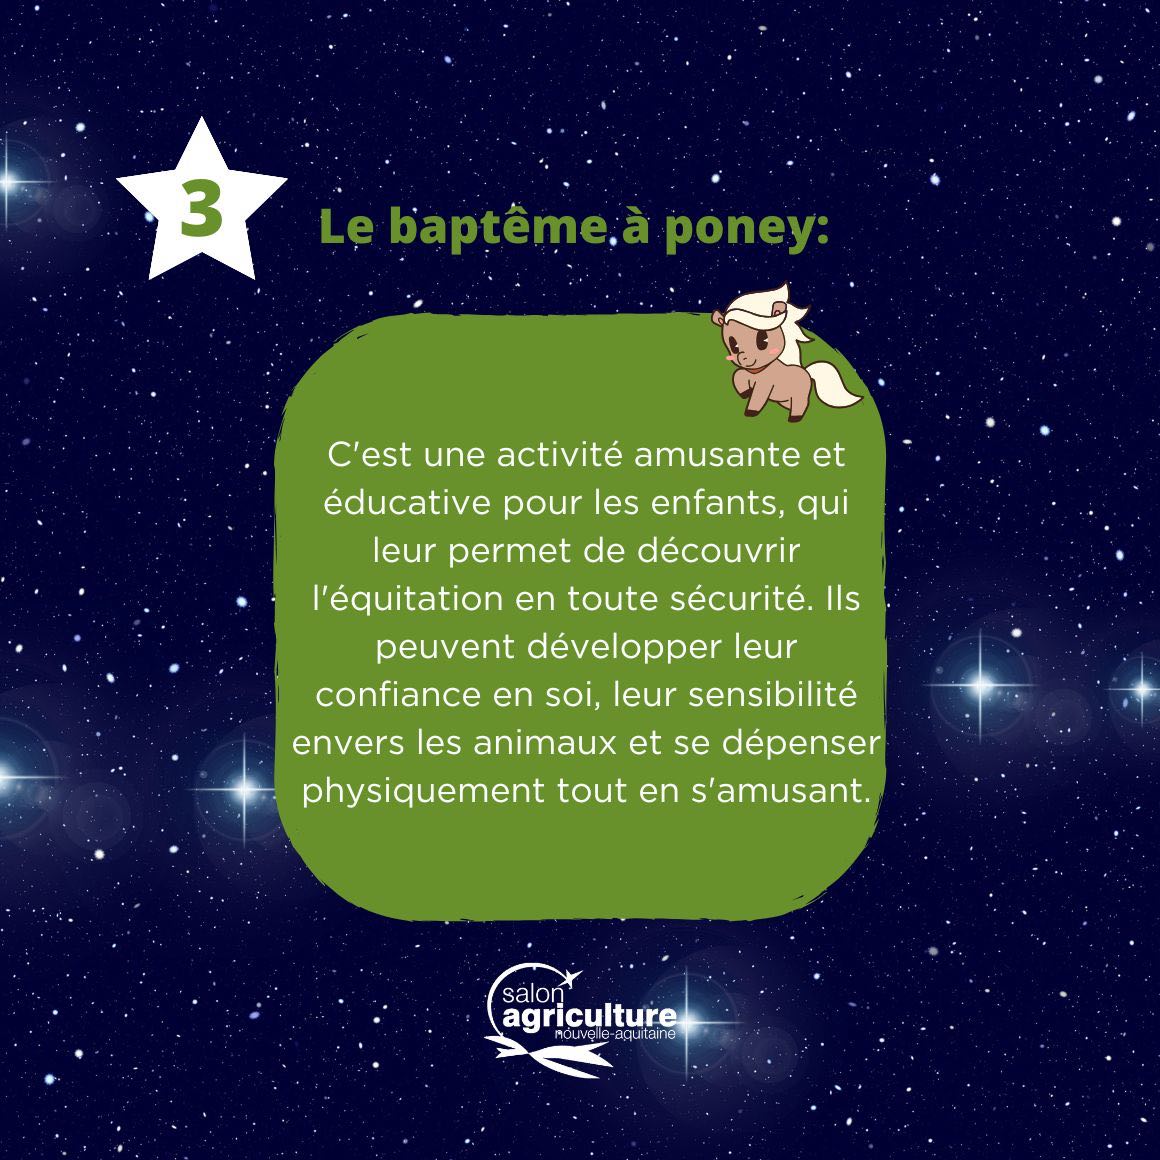 3
Le baptême à poney:
C'est une activité amusante et
éducative pour les enfants, qui
leur permet de découvrir
l'équitation en toute sécurité. Ils
peuvent développer leur
confiance en soi, leur sensibilité
envers les animaux et se dépenser
physiquement tout en s'amusant.
salon
agriculture
nouvelle-aquitaine